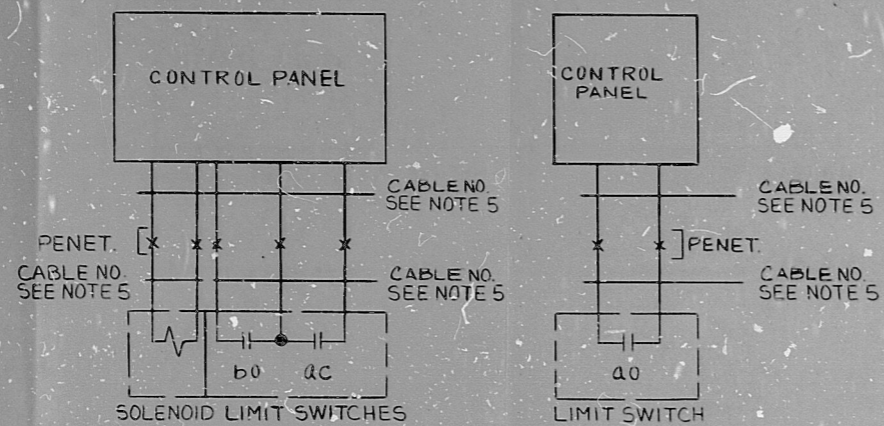 CONTROL PANEL
CABLE NO.
SEE NOTE 5
PENET.
CABLE NO.
SEE NOTE 5
CABLE NO.
SEE NOTE 5
bo
ac
SOLENOID LIMIT SWITCHES
CONTROL
PANEL
CABLE NO.
SEE NOTE 5
PENET.
CABLE NO.
SEE NOTE 5
ao
LIMIT SWITCH